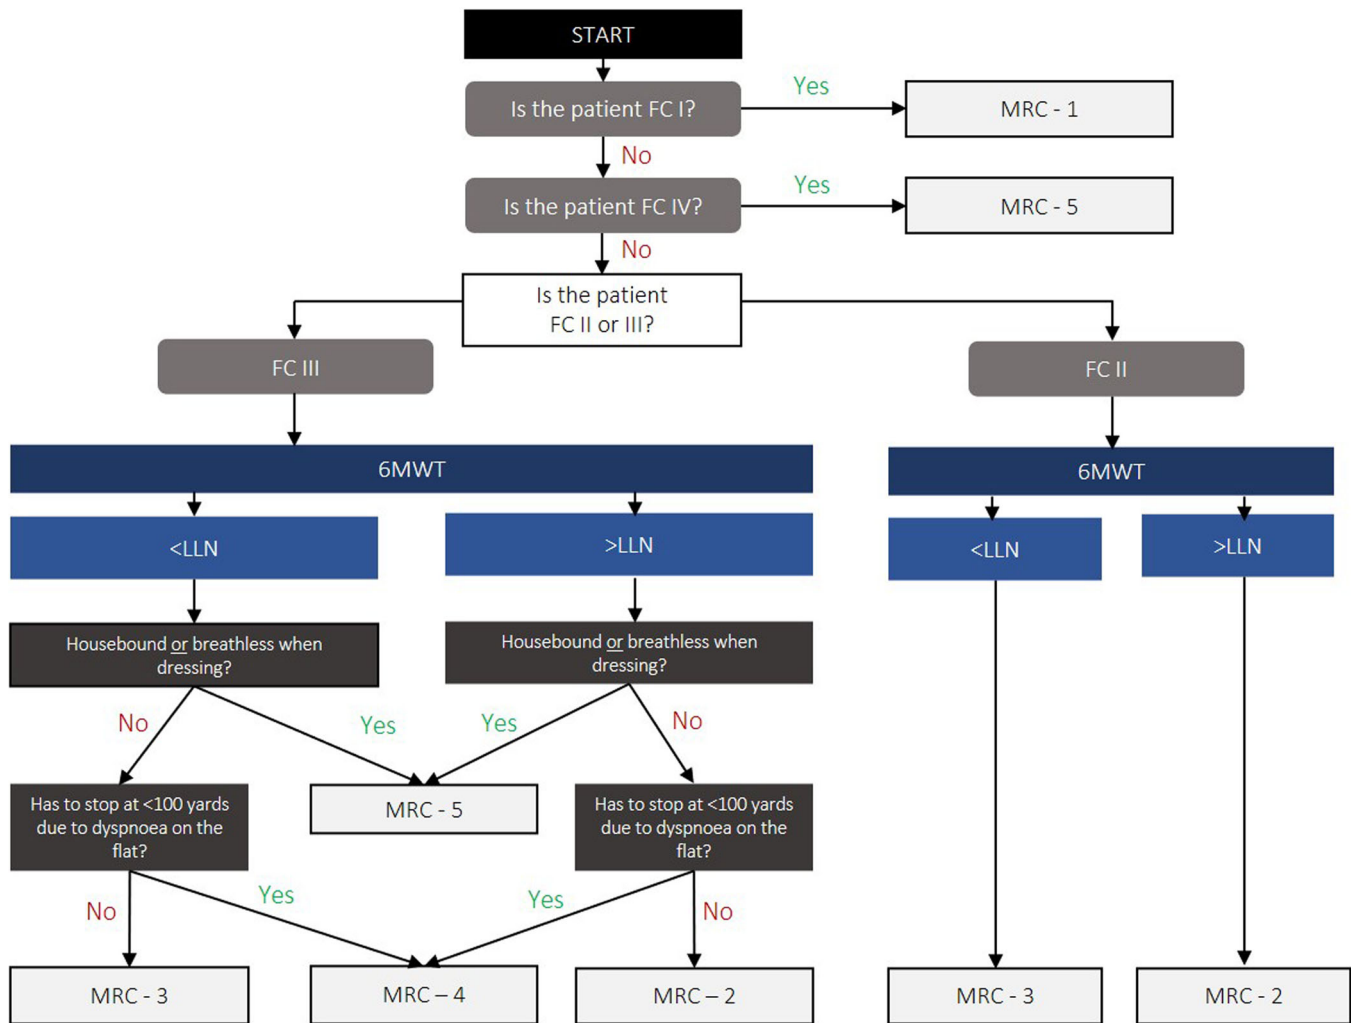 START
Is the patient FC I?
Yes
MRC - 1
No
Is the patient FC IV?
Yes
MRC - 5
No
Is the patient
FC II or III?
FC III
FC II
6MWT
6MWT
<LLN
>LLN
<LLN
>LLN
Housebound or breathless when
dressing?
Housebound or breathless when
dressing?
No
Yes
Yes
No
Has to stop at <100 yards
due to dyspnoea on the
flat?
MRC - 5
Has to stop at <100 yards
due to dyspnoea on the
flat?
No
Yes
Yes
No
MRC - 3
MRC – 4
MRC – 2
MRC - 3
MRC - 2